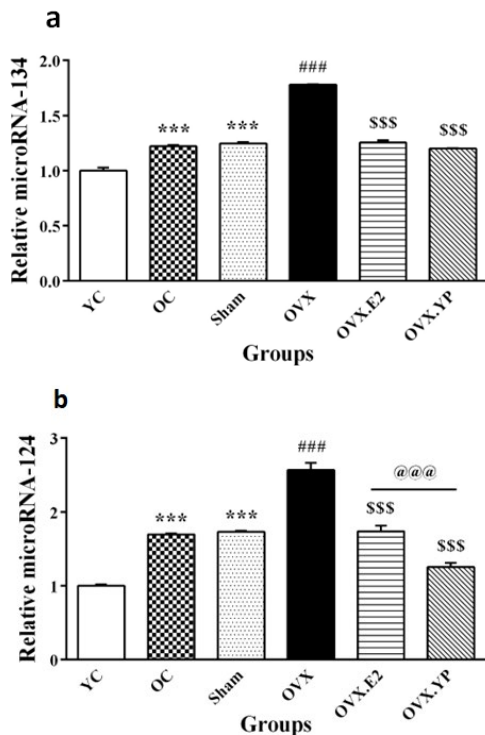 a
Relative microRNA-134
2.0
1.5
1.0
0.5
0.0
***
***
###
$$$
$$$
YC
OC
Sham
OVX
OVX.E2
OVX.YP
Groups
b
Relative microRNA-124
3
2
1
0
***
***
###
$$$
@@@
$$$
YC
OC
Sham
OVX
OVX.E2
OVX.YP
Groups